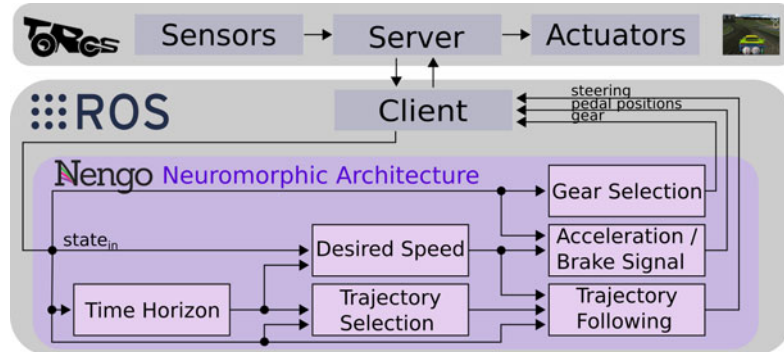 TORCS
Sensors
Server
Actuators
ROS
Client
steering
pedal positions
gear
Nengo Neuromorphic Architecture
Gear Selection
state_in
Desired Speed
Acceleration /
Brake Signal
Time Horizon
Trajectory
Selection
Trajectory
Following